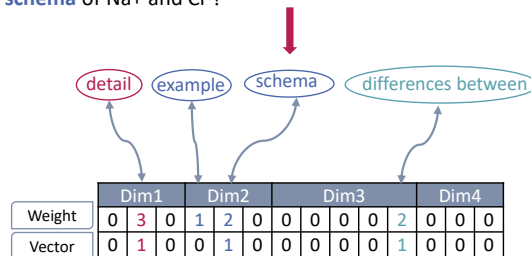 schema of Na+ and Cl-?
detail example schema differences between
Dim1 Dim2 Dim3 Dim4
Weight 0 3 0 1 2 0 0 0 0 0 2 0 0 0
Vector 0 1 0 0 1 0 0 0 0 0 1 0 0 0